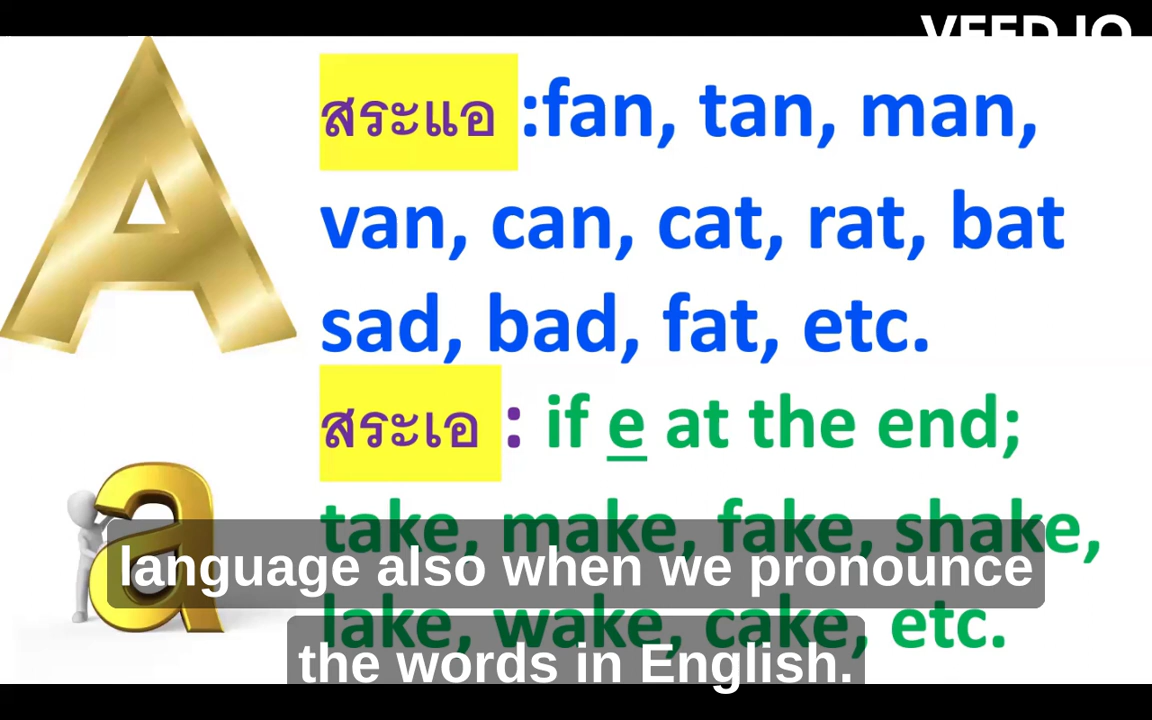 VEED.IO
A
สระแอ :fan, tan, man,
van, can, cat, rat, bat
sad, bad, fat, etc.
สระเอ : if e at the end;
take, make, fake, shake,
lake, wake, cake, etc.
a
language also when we pronounce
the words in English.